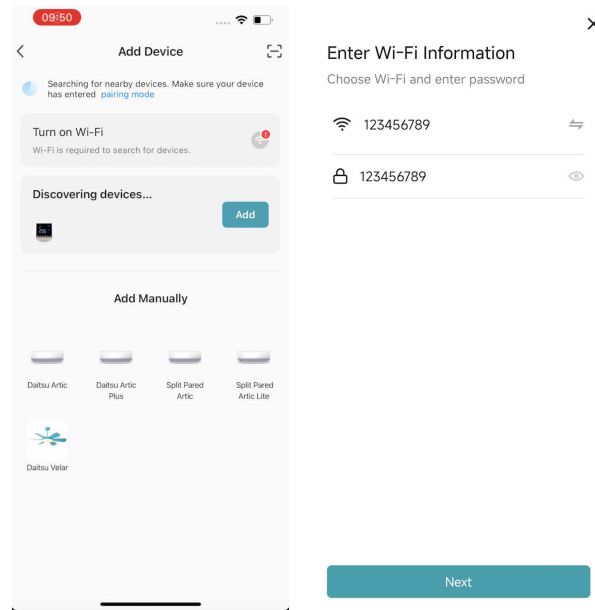 09:50
Add Device
Searching for nearby devices. Make sure your device
has entered pairing mode
Turn on Wi-Fi
Wi-Fi is required to search for devices.
Discovering devices...
Add
Add Manually
Daitsu Artic
Daitsu Artic
Plus
Split Pared
Artic
Split Pared
Artic Lite
Daitsu Velar
Enter Wi-Fi Information
Choose Wi-Fi and enter password
123456789
123456789
Next